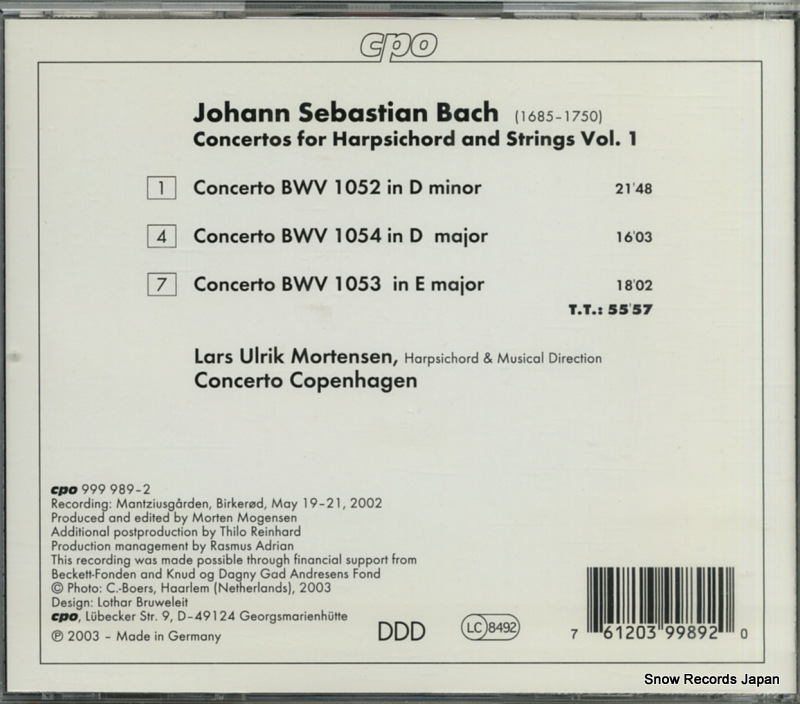 cpo
Johann Sebastian Bach (1685-1750)
Concertos for Harpsichord and Strings Vol. 1
1 Concerto BWV 1052 in D minor 21'48
4 Concerto BWV 1054 in D major 16'03
7 Concerto BWV 1053 in E major 18'02
T.T.: 55'57
Lars Ulrik Mortensen, Harpsichord & Musical Direction
Concerto Copenhagen
cpo 999 989-2
Recording: Mantziusgården, Birkerød, May 19-21, 2002
Produced and edited by Morten Mogensen
Additional postproduction by Thilo Reinhard
Production management by Rasmus Adrian
This recording was made possible through financial support from
Beckett-Fonden and Knud og Dagny Gad Andresens Fond
© Photo: C.-Boers, Haarlem (Netherlands), 2003
Design: Lothar Bruweleit
cpo, Lübecker Str. 9, D-49124 Georgsmarienhütte
℗ 2003 - Made in Germany
DDD
LC 8492
7 61203 99892 0
Snow Records Japan